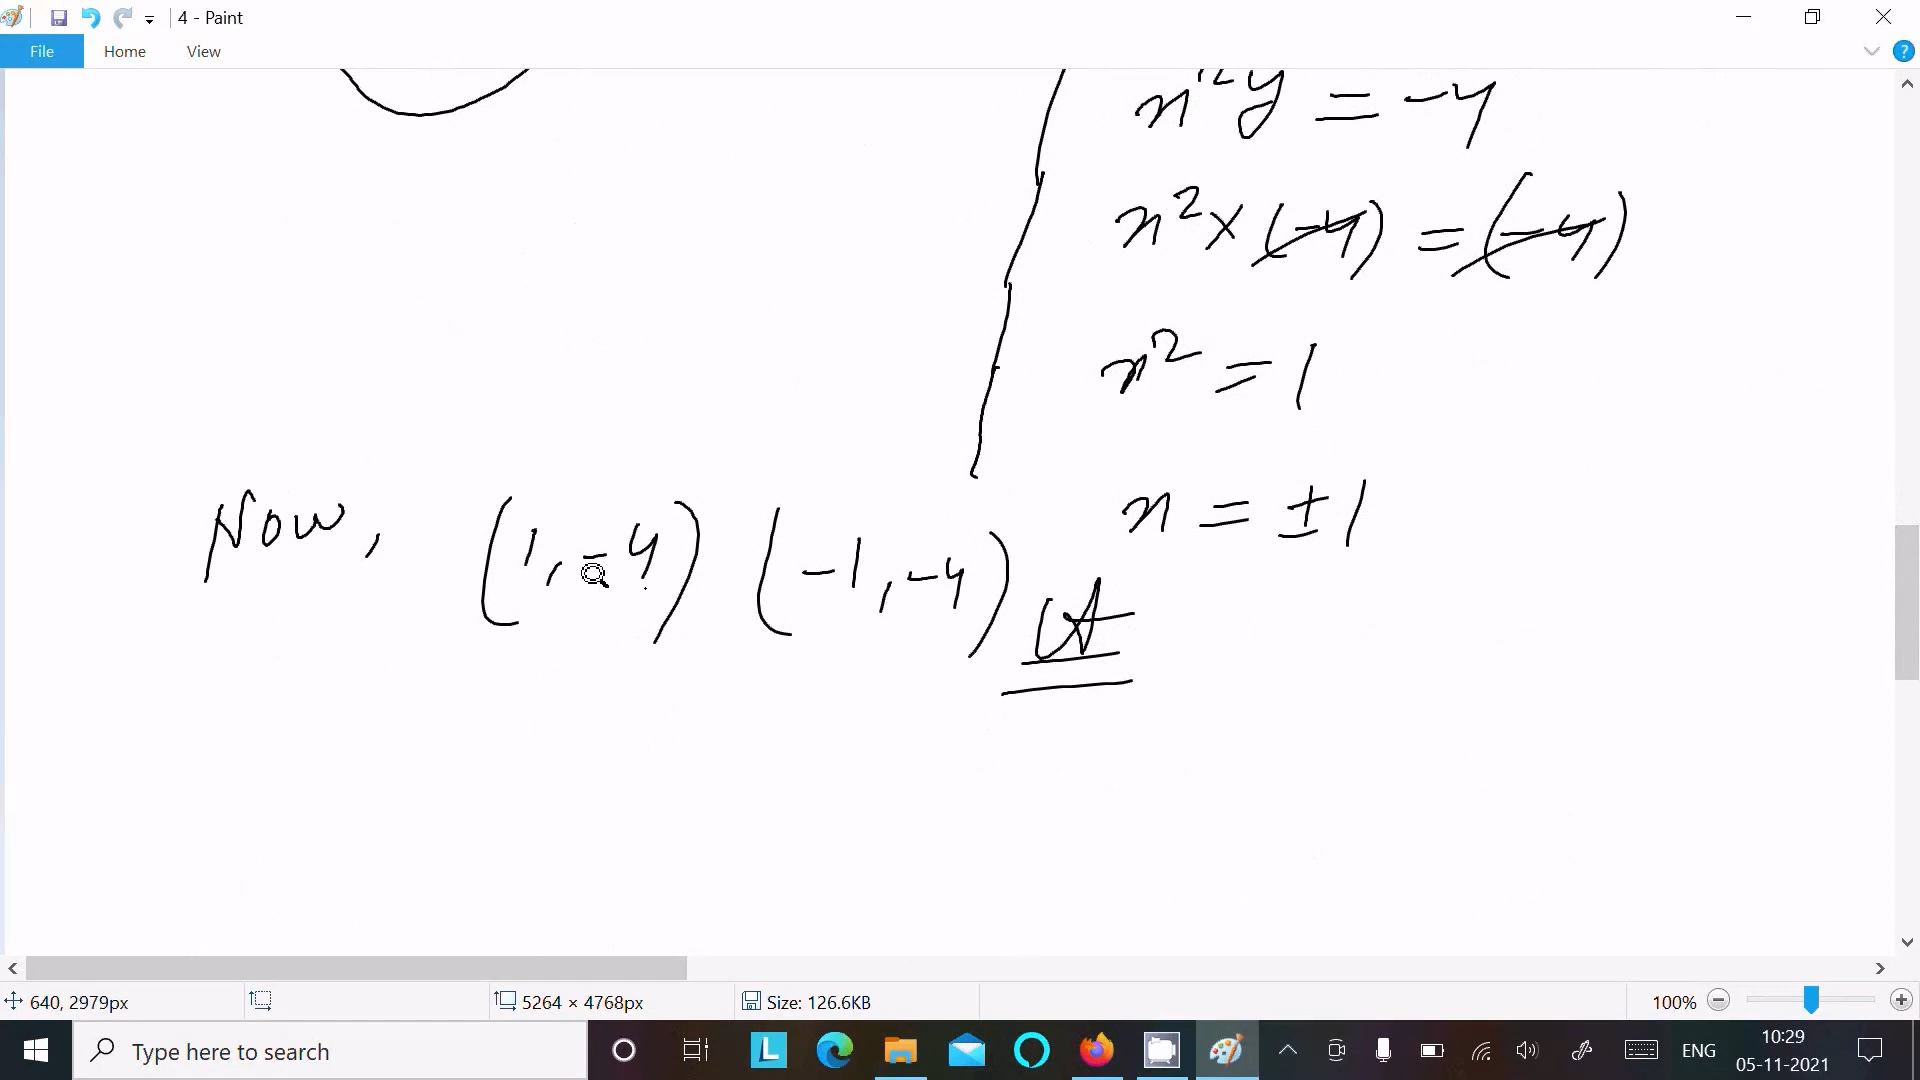 4 - Paint
File Home View
x²y = -4
x² × (-4) = (-4)
x² = 1
x = ±1
Now, (1, -4) (-1, -4)
640, 2979px
5264 × 4768px
Size: 126.6KB
100%
Type here to search
L
ENG
10:29
05-11-2021